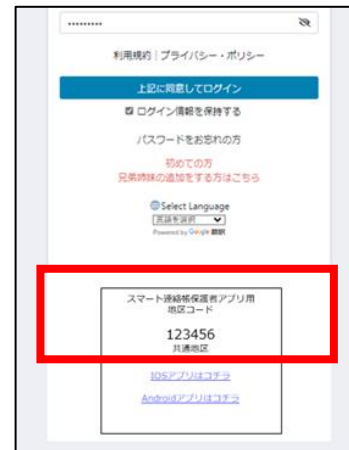 .........
利用規約｜プライバシー・ポリシー
上記に同意してログイン
ログイン情報を保持する
パスワードをお忘れの方
初めての方
兄弟姉妹の追加をする方はこちら
Select Language
言語を選択
Powered by Google 翻訳
スマート連絡帳保護者アプリ用
地区コード
123456
共通地区
IOSアプリはコチラ
Androidアプリはコチラ